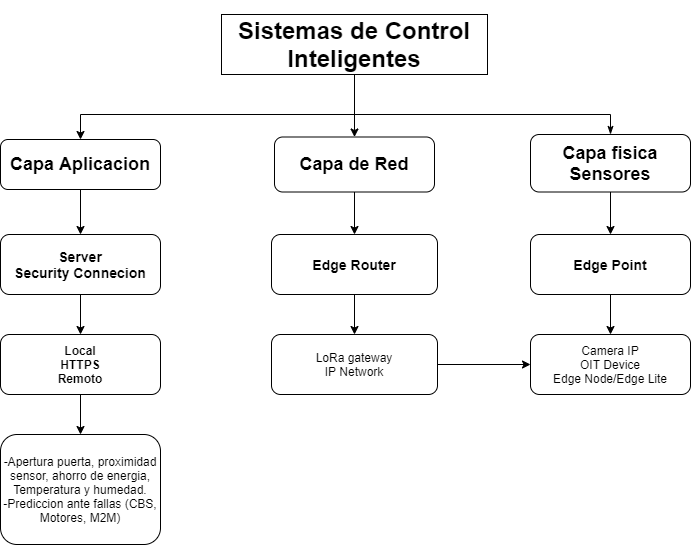 Sistemas de Control
Inteligentes
Capa Aplicacion
Capa de Red
Capa fisica
Sensores
Server
Security Connecion
Edge Router
Edge Point
Local
HTTPS
Remoto
LoRa gateway
IP Network
Camera IP
OIT Device
Edge Node/Edge Lite
-Apertura puerta, proximidad
sensor, ahorro de energia,
Temperatura y humedad.
-Prediccion ante fallas (CBS,
Motores, M2M)